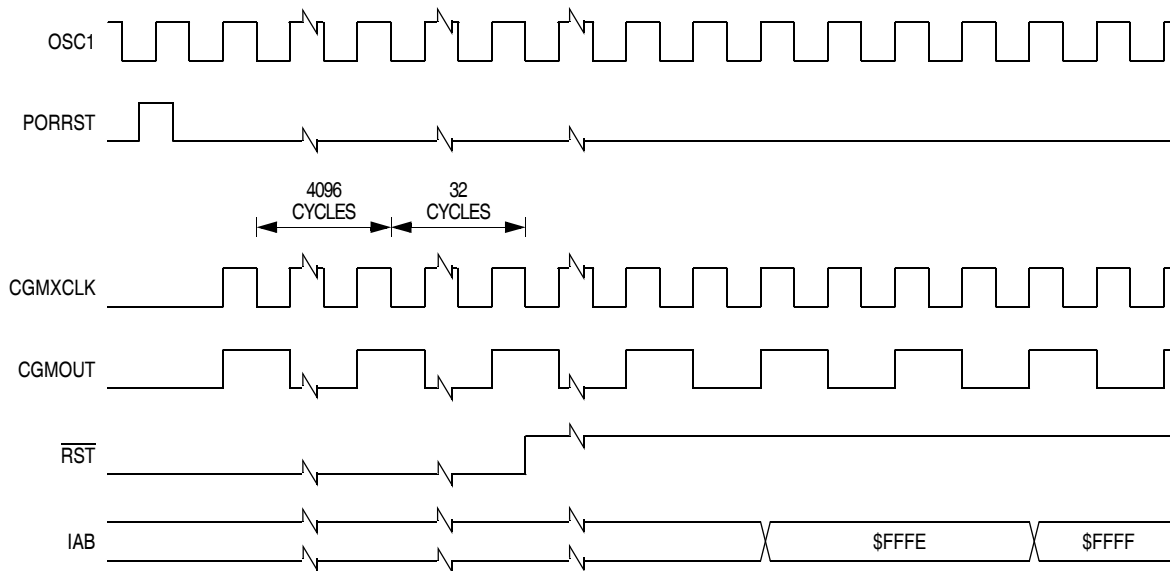 OSC1
PORRST
4096
CYCLES
32
CYCLES
CGMXCLK
CGMOUT
RST
IAB
$FFFE
$FFFF